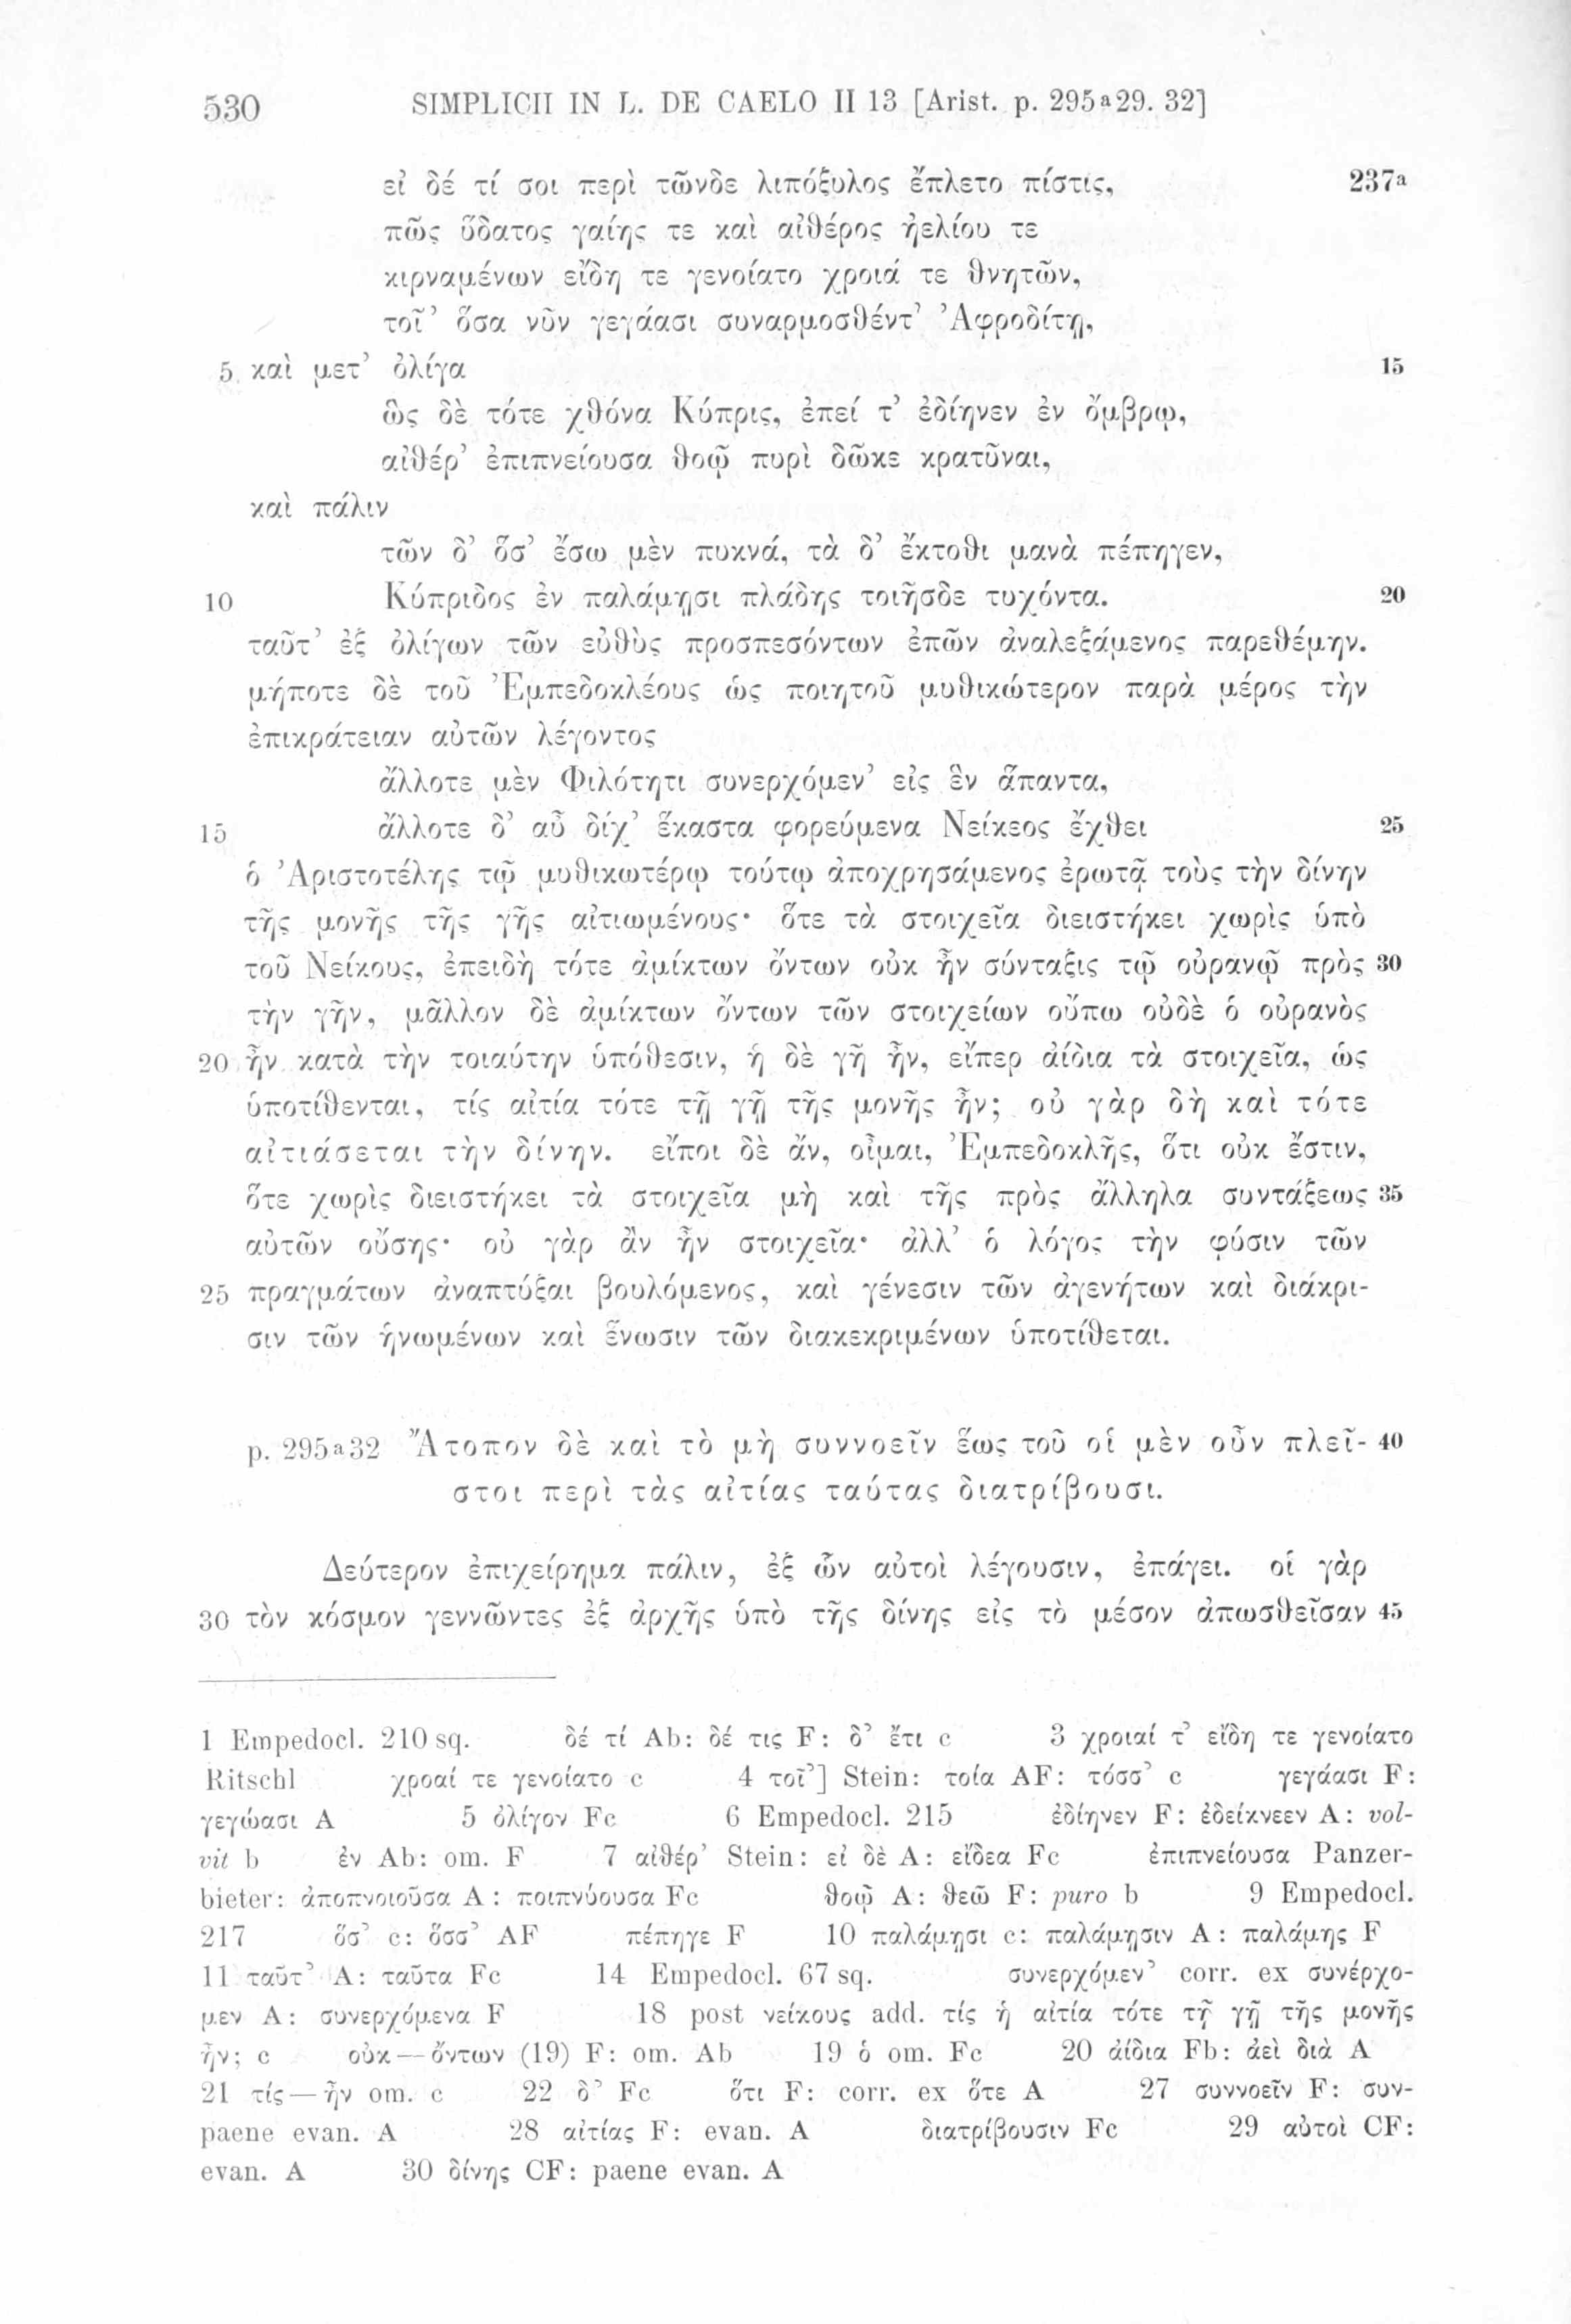 530 SIMPLICII IN L. DE CAELO II 13 [Arist. p. 295ᵃ29. 32]
εἰ δέ τί σοι περὶ τῶνδε λιπόξυλος ἔπλετο πίστις, 237ᵃ
πῶς ὕδατος γαίης τε καὶ αἰθέρος ἠελίου τε
κιρναμένων εἴδη τε γενοίατο χροιά τε θνητῶν,
τοῖ’ ὅσα νῦν γεγάασι συναρμοσθέντ’ Ἀφροδίτῃ,
5 καὶ μετ’ ὀλίγα 15
ὣς δὲ τότε χθόνα Κύπρις, ἐπεί τ’ ἐδίηνεν ἐν ὄμβρῳ,
αἰθέρ’ ἐπιπνείουσα θοῷ πυρὶ δῶκε κρατῦναι,
καὶ πάλιν
τῶν δ’ ὅσ’ ἔσω μὲν πυκνά, τὰ δ’ ἔκτοθι μανὰ πέπηγεν,
10 Κύπριδος ἐν παλάμῃσι πλάδης τοιῆσδε τυχόντα. 20
ταῦτ’ ἐξ ὀλίγων τῶν εὐθὺς προσπεσόντων ἐπῶν ἀναλεξάμενος παρεθέμην.
μήποτε δὲ τοῦ Ἐμπεδοκλέους ὡς ποιητοῦ μυθικώτερον παρὰ μέρος τὴν
ἐπικράτειαν αὐτῶν λέγοντος
ἄλλοτε μὲν Φιλότητι συνερχόμεν’ εἰς ἓν ἅπαντα,
15 ἄλλοτε δ’ αὖ δίχ’ ἕκαστα φορεύμενα Νείκεος ἔχθει 25
ὁ Ἀριστοτέλης τῷ μυθικωτέρῳ τούτῳ ἀποχρησάμενος ἐρωτᾷ τοὺς τὴν δίνην
τῆς μονῆς τῆς γῆς αἰτιωμένους· ὅτε τὰ στοιχεῖα διειστήκει χωρὶς ὑπὸ
τοῦ Νείκους, ἐπειδὴ τότε ἀμίκτων ὄντων οὐκ ἦν σύνταξις τῷ οὐρανῷ πρὸς 30
τὴν γῆν, μᾶλλον δὲ ἀμίκτων ὄντων τῶν στοιχείων οὔπω οὐδὲ ὁ οὐρανὸς
20 ἦν κατὰ τὴν τοιαύτην ὑπόθεσιν, ἡ δὲ γῆ ἦν, εἴπερ ἀίδια τὰ στοιχεῖα, ὡς
ὑποτίθενται, τίς αἰτία τότε τῇ γῇ τῆς μονῆς ἦν; οὐ γὰρ δὴ καὶ τότε
αἰτιάσεται τὴν δίνην. εἴποι δὲ ἄν, οἶμαι, Ἐμπεδοκλῆς, ὅτι οὐκ ἔστιν,
ὅτε χωρὶς διειστήκει τὰ στοιχεῖα μὴ καὶ τῆς πρὸς ἄλληλα συντάξεως 35
αὐτῶν οὔσης· οὐ γὰρ ἂν ἦν στοιχεῖα· ἀλλ’ ὁ λόγος τὴν φύσιν τῶν
25 πραγμάτων ἀναπτύξαι βουλόμενος, καὶ γένεσιν τῶν ἀγενήτων καὶ διάκρι-
σιν τῶν ἡνωμένων καὶ ἕνωσιν τῶν διακεκριμένων ὑποτίθεται.
p. 295ᵃ32 Ἄτοπον δὲ καὶ τὸ μὴ συννοεῖν ἕως τοῦ οἱ μὲν οὖν πλεῖ- 40
στοι περὶ τὰς αἰτίας ταύτας διατρίβουσι.
Δεύτερον ἐπιχείρημα πάλιν, ἐξ ὧν αὐτοὶ λέγουσιν, ἐπάγει. οἱ γὰρ
30 τὸν κόσμον γεννῶντες ἐξ ἀρχῆς ὑπὸ τῆς δίνης εἰς τὸ μέσον ἀπωσθεῖσαν 45
1 Empedocl. 210 sq. δέ τί Ab: δέ τις F: δ’ ἔτι c 3 χροιαί τ’ εἴδη τε γενοίατο
Ritschl χροαί τε γενοίατο c 4 τοῖ’] Stein: τοία AF: τόσσ’ c γεγάασι F:
γεγώασι A 5 ὀλίγον Fc 6 Empedocl. 215 ἐδίηνεν F: ἐδείκνεεν A: vol-
vit b ἐν Ab: om. F 7 αἰθέρ’ Stein: εἰ δὲ A: εἴδεα Fc ἐπιπνείουσα Panzer-
bieter: ἀποπνοιοῦσα A: ποιπνύουσα Fc θοῷ A: θεῶ F: puro b 9 Empedocl.
217 ὅσ’ c: ὅσσ’ AF πέπηγε F 10 παλάμῃσι c: παλάμῃσιν A: παλάμης F
11 ταῦτ’ A: ταῦτα Fc 14 Empedocl. 67 sq. συνερχόμεν’ corr. ex συνέρχο-
μεν A: συνερχόμενα F 18 post νείκους add. τίς ἡ αἰτία τότε τῇ γῇ τῆς μονῆς
ἦν; c οὐκ—ὄντων (19) F: om. Ab 19 ὁ om. Fc 20 ἀίδια Fb: ἀεὶ διὰ A
21 τίς—ἦν om. c 22 δ’ Fc ὅτι F: corr. ex ὅτε A 27 συννοεῖν F: συν-
paene evan. A 28 αἰτίας F: evan. A διατρίβουσιν Fc 29 αὐτοὶ CF:
evan. A 30 δίνης CF: paene evan. A